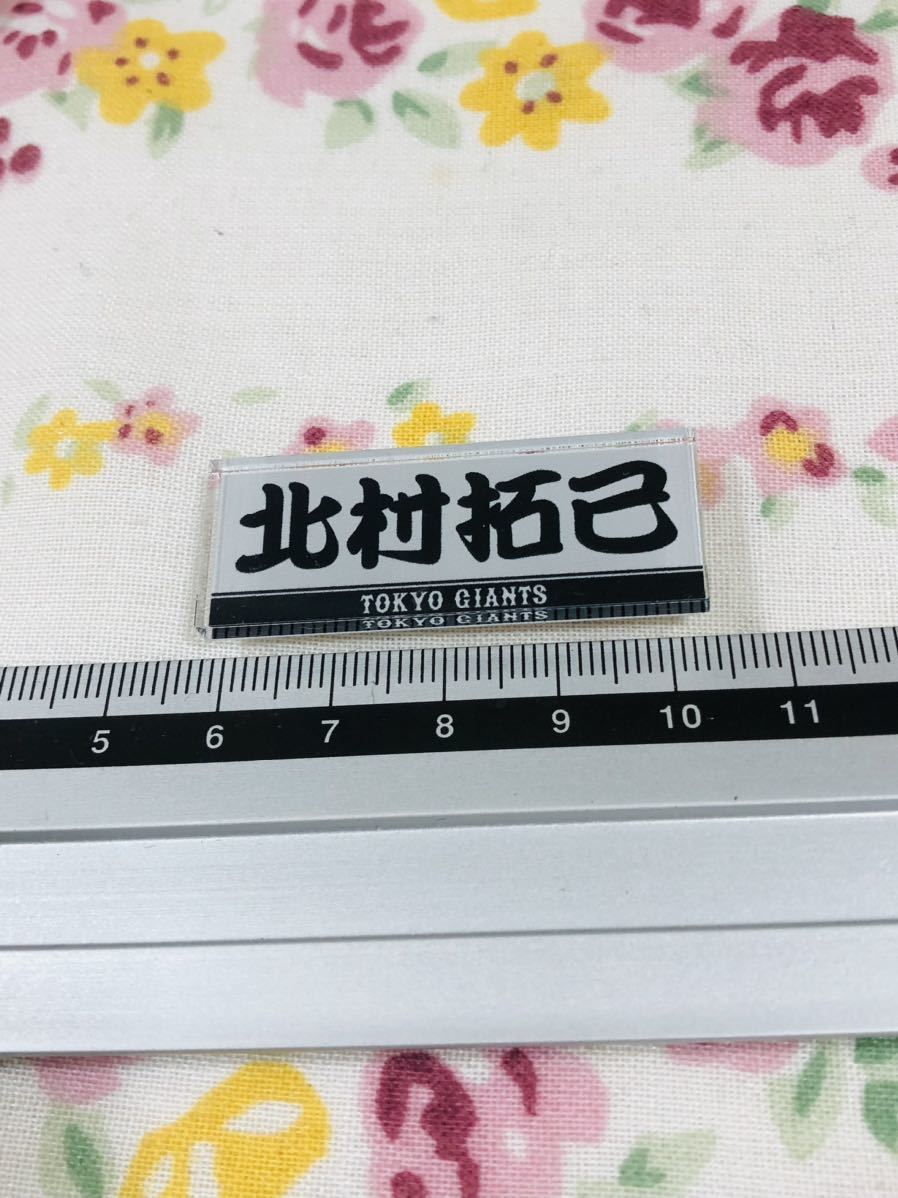 北村拓己
TOKYO GIANTS
TOKYO GIANTS
5 6 7 8 9 10 11